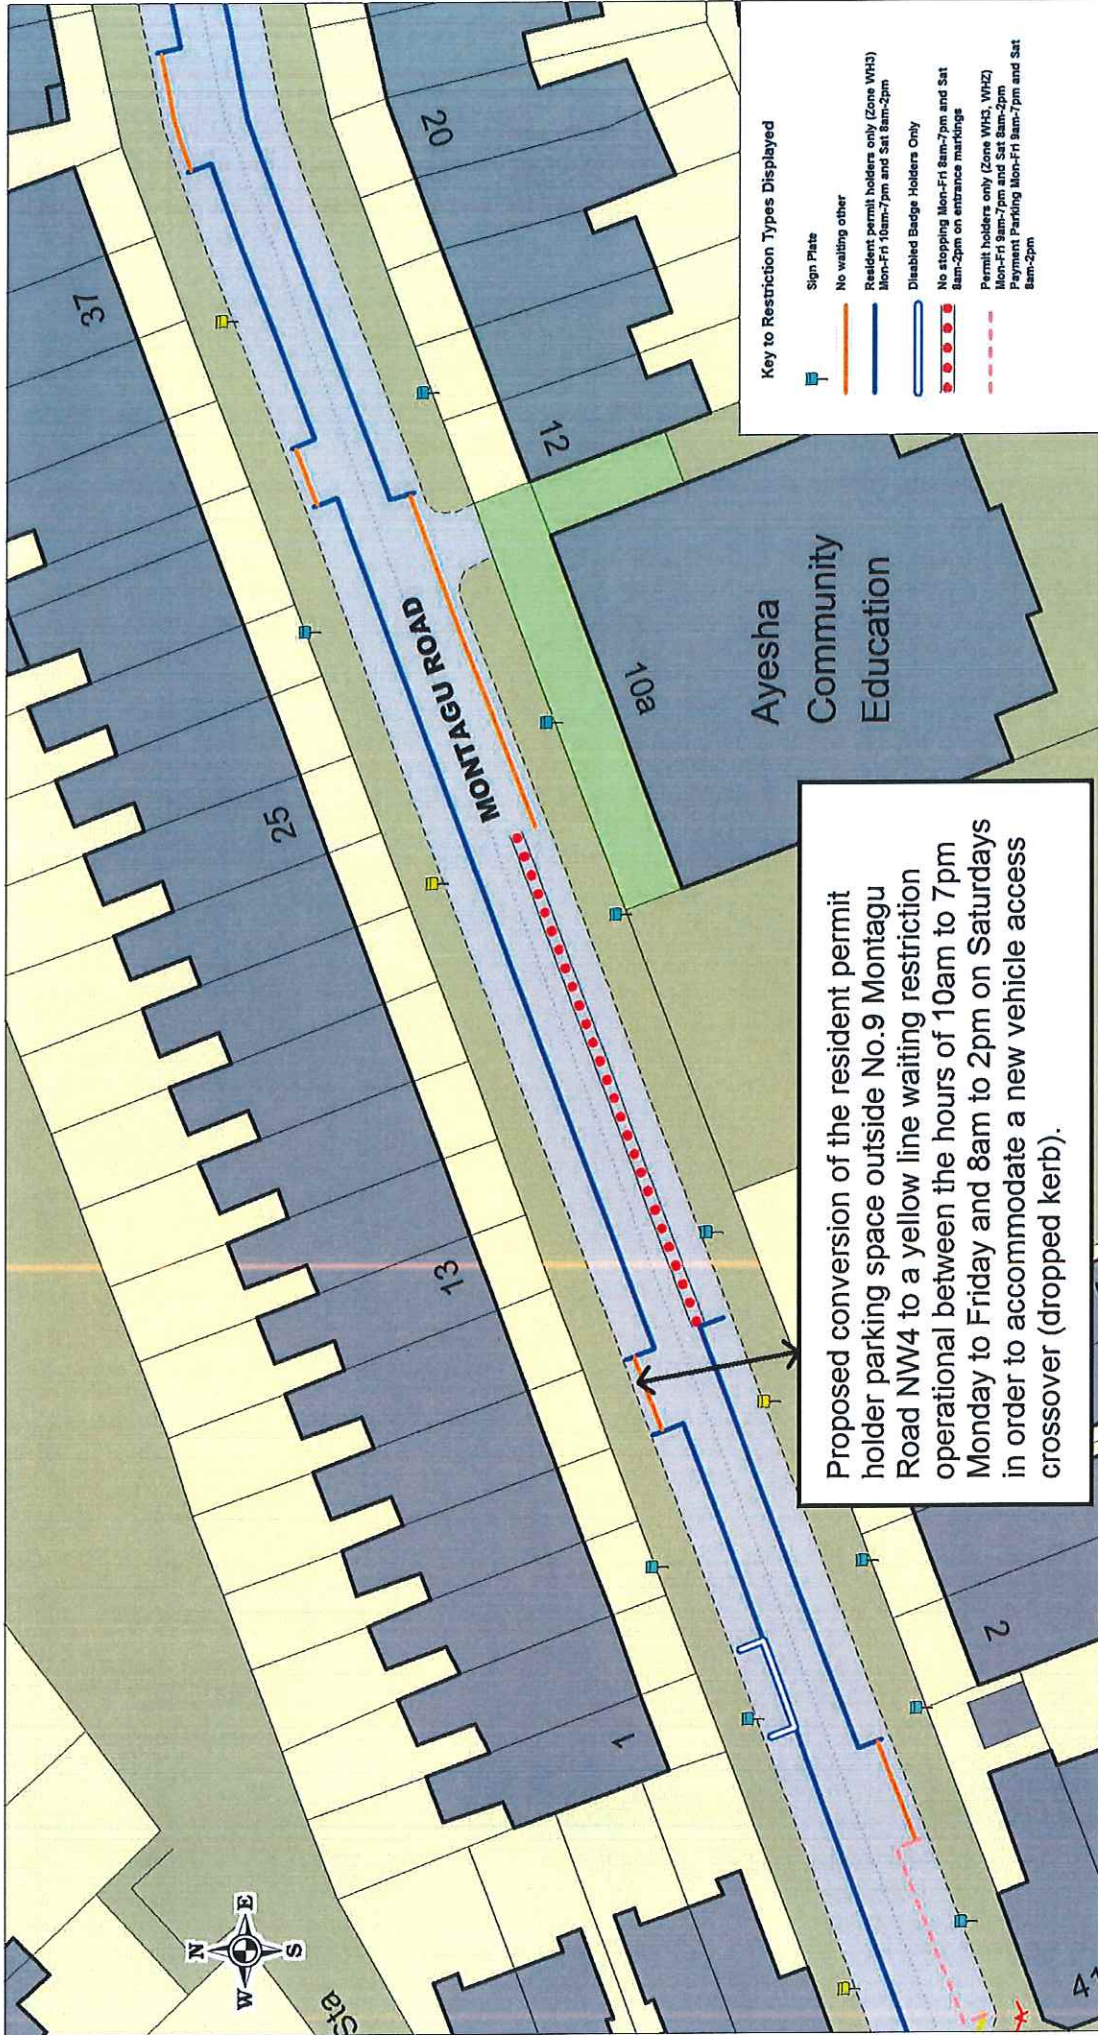 N
W
E
S
Sta
37
25
13
1
20
21
2
41
MONTAGU ROAD
10a
Ayesha
Community
Education
Proposed conversion of the resident permit
holder parking space outside No.9 Montagu
Road NW4 to a yellow line waiting restriction
operational between the hours of 10am to 7pm
Monday to Friday and 8am to 2pm on Saturdays
in order to accommodate a new vehicle access
crossover (dropped kerb).
Key to Restriction Types Displayed
Sign Plate
No waiting other
Resident permit holders only (Zone WH3)
Mon-Fri 10am-7pm and Sat 8am-2pm
Disabled Badge Holders Only
No stopping Mon-Fri 8am-7pm and Sat
8am-2pm on entrance markings
Permit holders only (Zone WH3, WHZ)
Mon-Fri 9am-7pm and Sat 8am-2pm
Payment Parking Mon-Fri 9am-7pm and Sat
8am-2pm